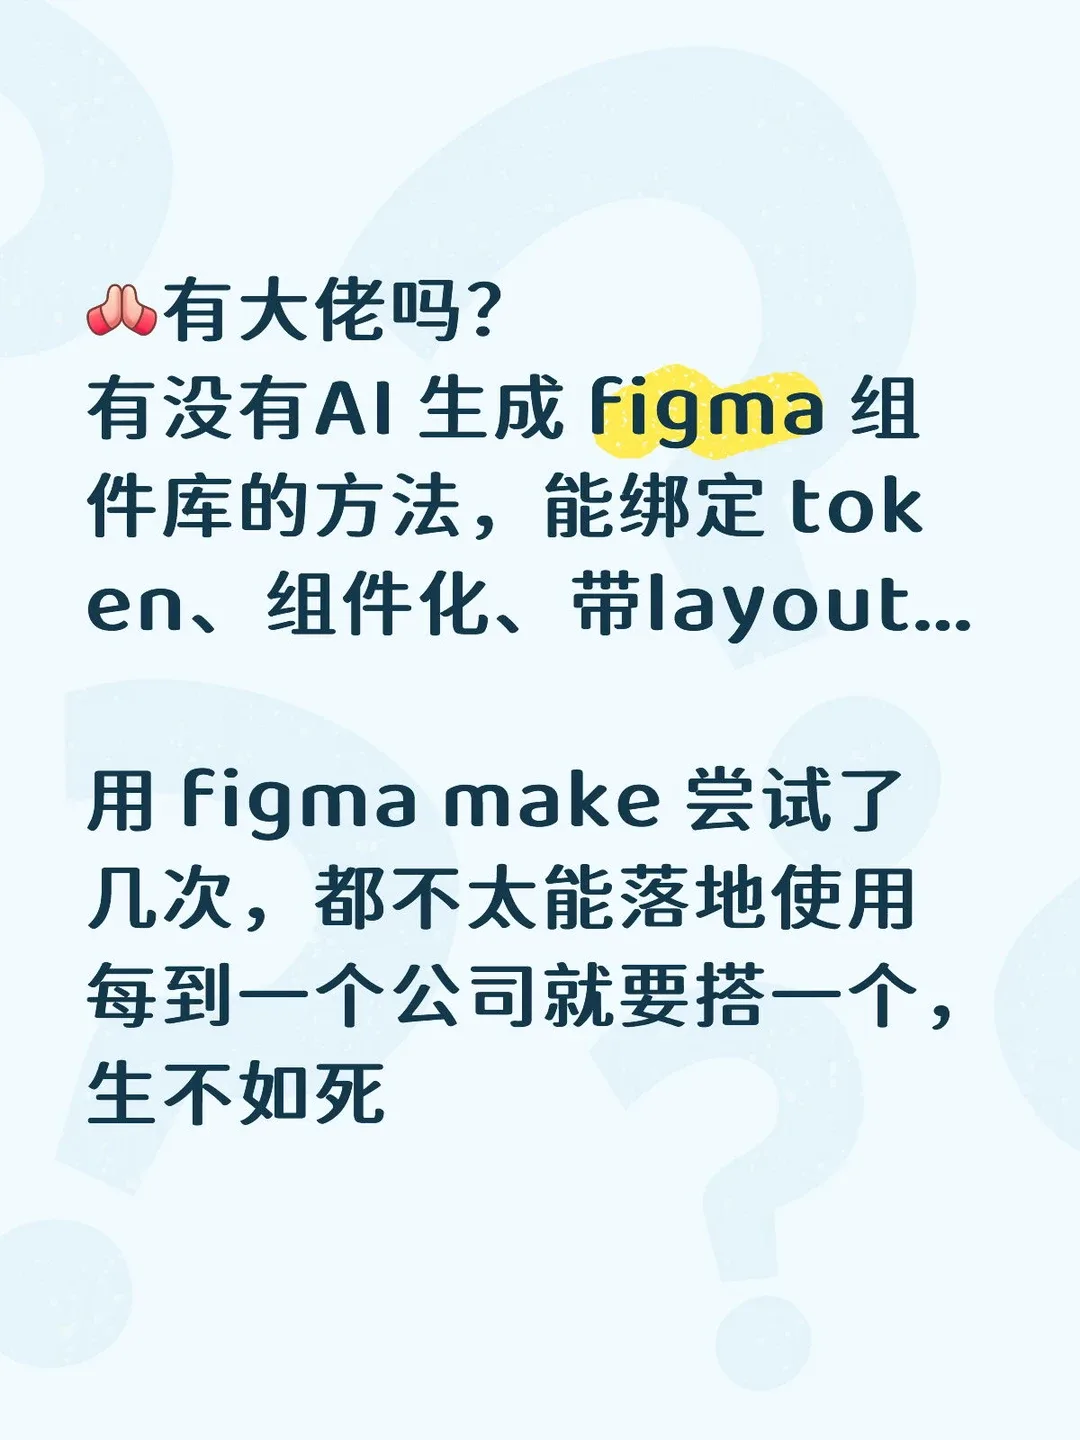 🙏有大佬吗？
有没有AI 生成 figma 组
件库的方法，能绑定 tok
en、组件化、带layout...
用 figma make 尝试了
几次，都不太能落地使用
每到一个公司就要搭一个，
生不如死